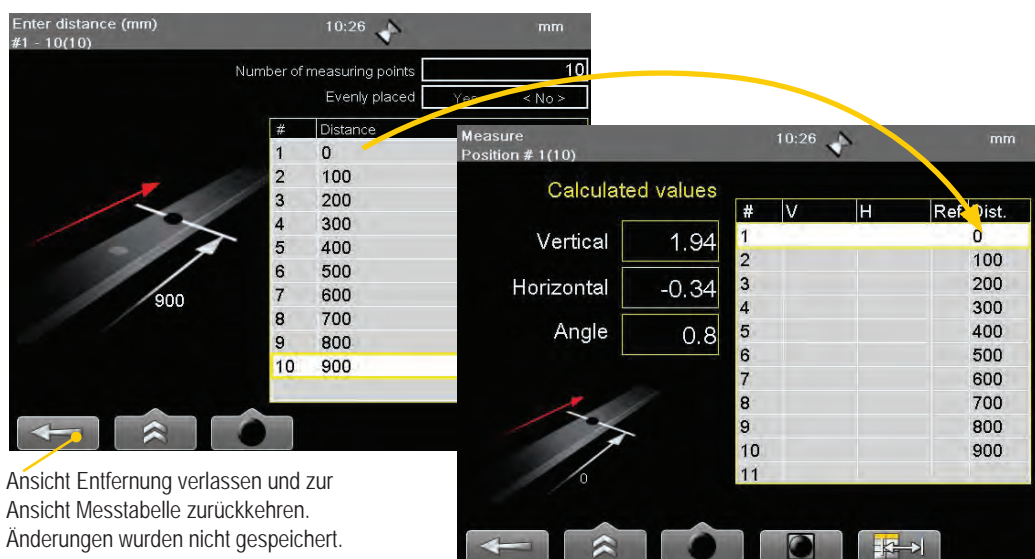 Enter distance (mm) 10:26 mm
#1 - 10(10)
Number of measuring points 10
Evenly placed Yes < No >
# Distance
1 0
2 100
3 200
4 300
5 400
6 500
7 600
8 700
9 800
10 900
900
Measure 10:26 mm
Position # 1(10)
Calculated values
Vertical 1.94
Horizontal -0.34
Angle 0.8
# V H Ref Dist.
1 0
2 100
3 200
4 300
5 400
6 500
7 600
8 700
9 800
10 900
11
0
Ansicht Entfernung verlassen und zur
Ansicht Messtabelle zurückkehren.
Änderungen wurden nicht gespeichert.